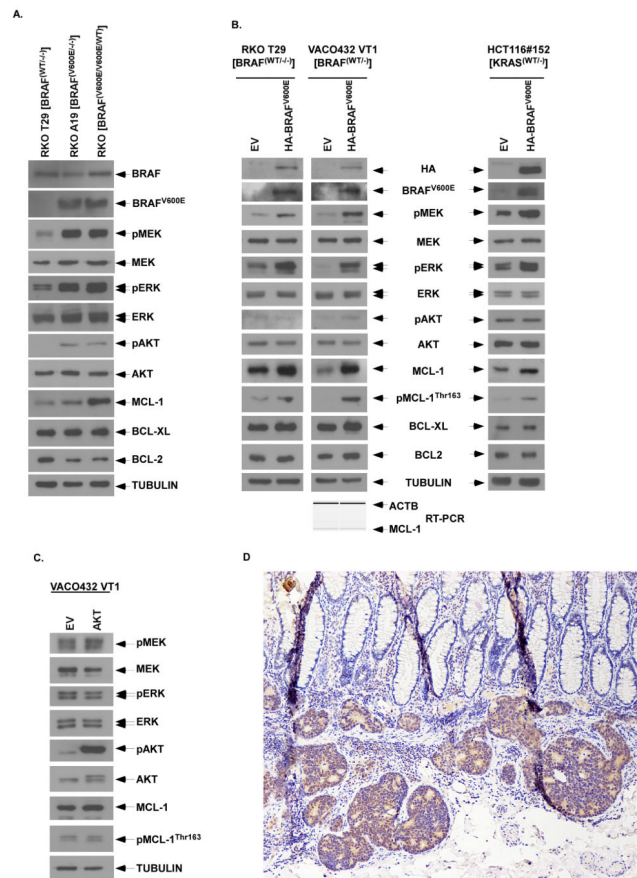 A.
RKO T29 [BRAF(WT/-/-)]
RKO A19 [BRAF(V600E/-/-)]
RKO [BRAF(V600E/V600E/WT)]
BRAF
BRAFV600E
pMEK
MEK
pERK
ERK
pAKT
AKT
MCL-1
BCL-XL
BCL-2
TUBULIN
B.
RKO T29 VACO432 VT1 HCT116#152
[BRAF(WT/-/-)] [BRAF(WT/-)] [KRAS(WT/-)]
EV HA-BRAFV600E EV HA-BRAFV600E EV HA-BRAFV600E
HA
BRAFV600E
pMEK
MEK
pERK
ERK
pAKT
AKT
MCL-1
pMCL-1Thr163
BCL-XL
BCL2
TUBULIN
ACTB
RT-PCR
MCL-1
C.
VACO432 VT1
EV AKT
pMEK
MEK
pERK
ERK
pAKT
AKT
MCL-1
pMCL-1Thr163
TUBULIN
D